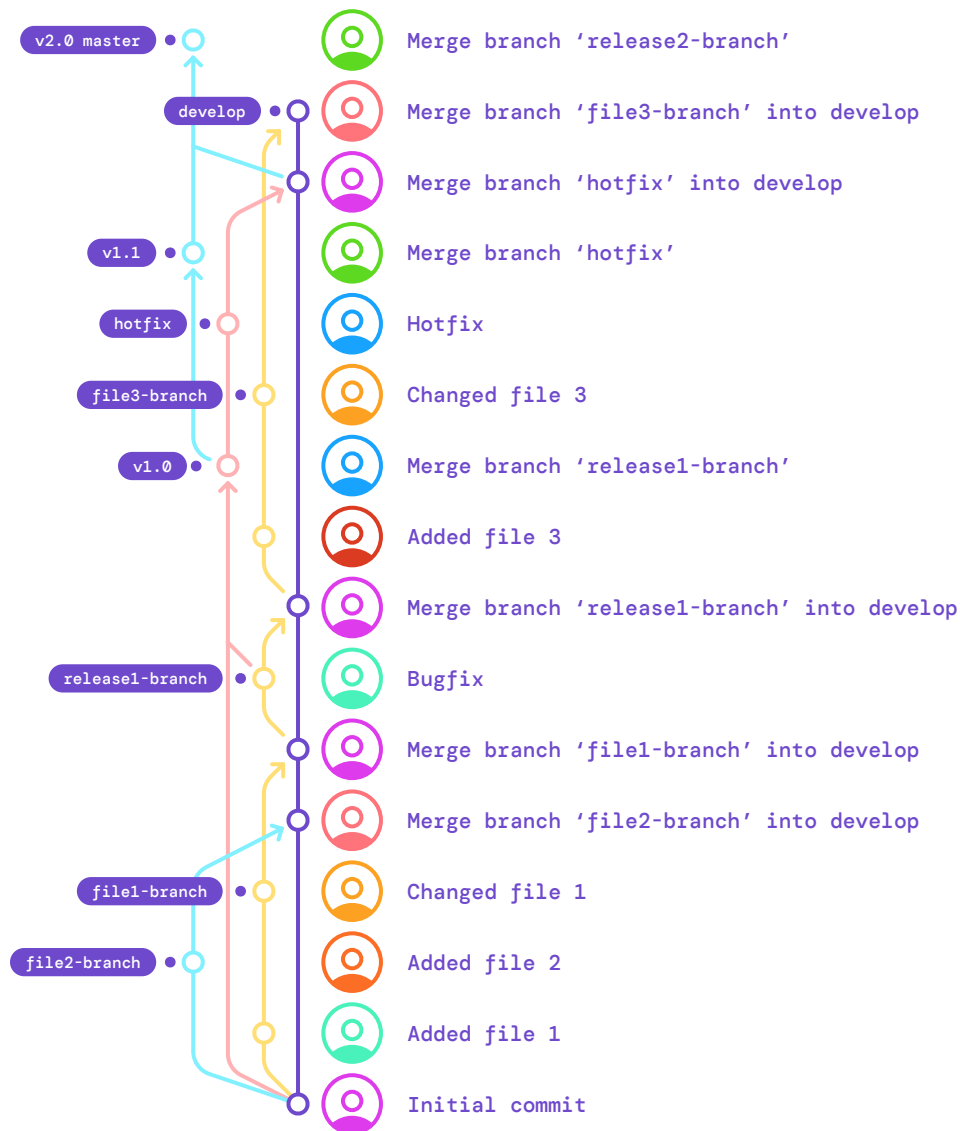 v2.0 master
Merge branch ‘release2-branch’
develop
Merge branch ‘file3-branch’ into develop
Merge branch ‘hotfix’ into develop
v1.1
Merge branch ‘hotfix’
hotfix
Hotfix
file3-branch
Changed file 3
v1.0
Merge branch ‘release1-branch’
Added file 3
Merge branch ‘release1-branch’ into develop
release1-branch
Bugfix
Merge branch ‘file1-branch’ into develop
Merge branch ‘file2-branch’ into develop
file1-branch
Changed file 1
file2-branch
Added file 2
Added file 1
Initial commit